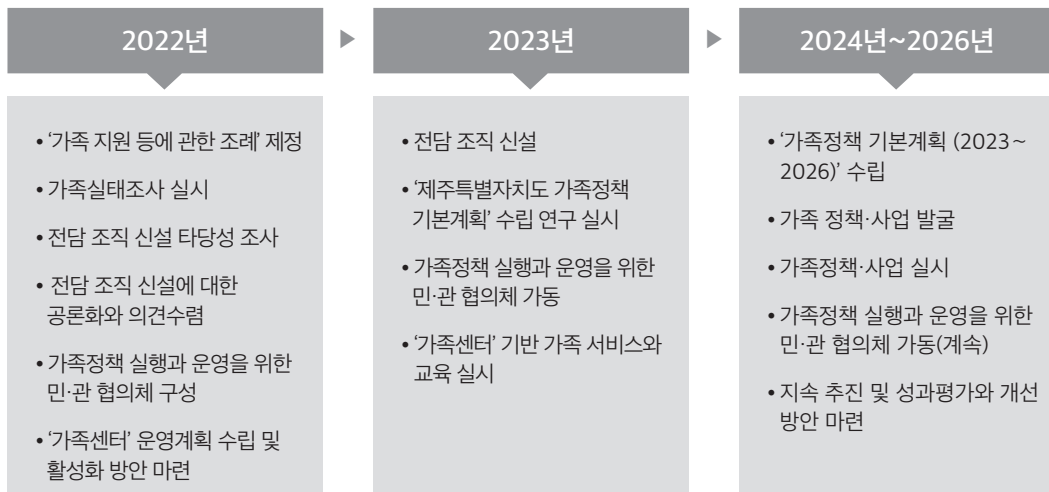 2022년
• '가족 지원 등에 관한 조례' 제정
• 가족실태조사 실시
• 전담 조직 신설 타당성 조사
• 전담 조직 신설에 대한
공론화와 의견수렴
• 가족정책 실행과 운영을 위한
민·관 협의체 구성
• '가족센터' 운영계획 수립 및
활성화 방안 마련
2023년
• 전담 조직 신설
• '제주특별자치도 가족정책
기본계획' 수립 연구 실시
• 가족정책 실행과 운영을 위한
민·관 협의체 가동
• '가족센터' 기반 가족 서비스와
교육 실시
2024년~2026년
• '가족정책 기본계획 (2023~
2026)' 수립
• 가족 정책·사업 발굴
• 가족정책·사업 실시
• 가족정책 실행과 운영을 위한
민·관 협의체 가동(계속)
• 지속 추진 및 성과평가와 개선
방안 마련